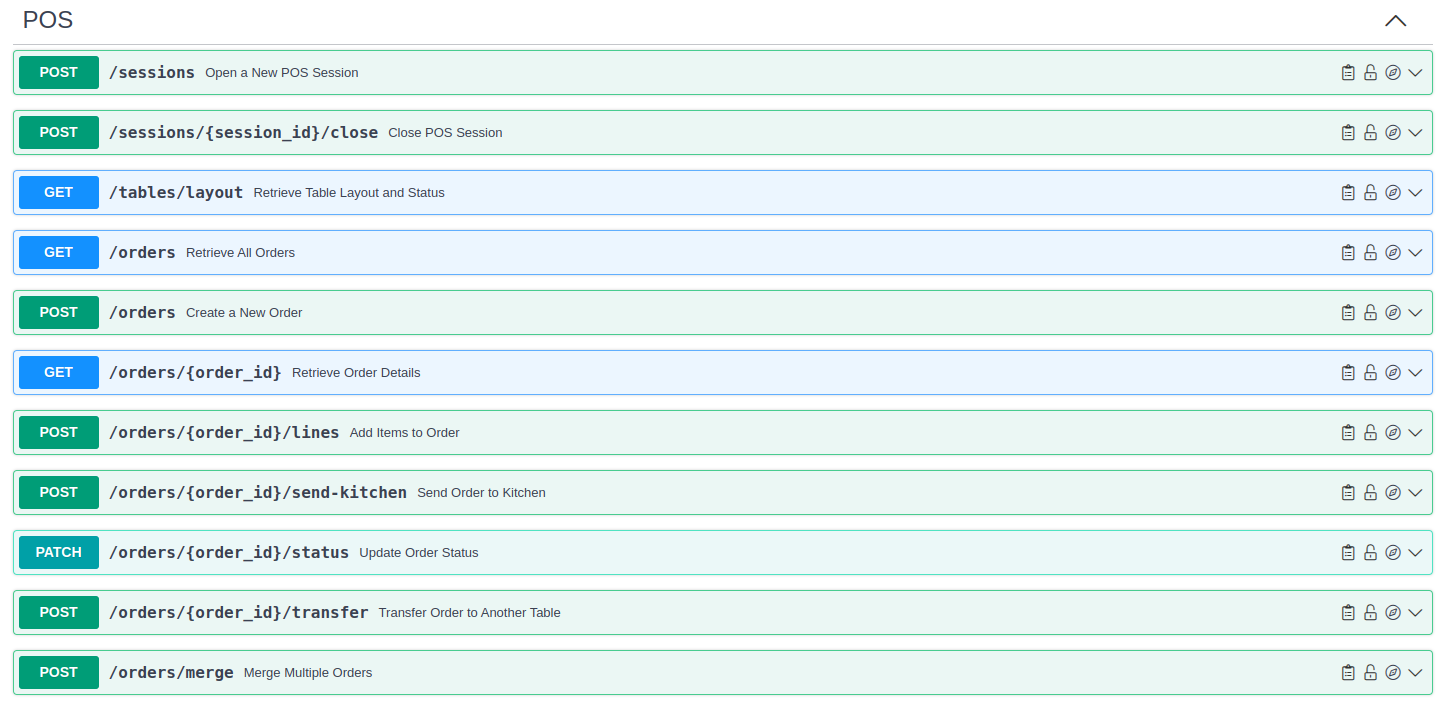 POS
POST /sessions Open a New POS Session
POST /sessions/{session_id}/close Close POS Session
GET /tables/layout Retrieve Table Layout and Status
GET /orders Retrieve All Orders
POST /orders Create a New Order
GET /orders/{order_id} Retrieve Order Details
POST /orders/{order_id}/lines Add Items to Order
POST /orders/{order_id}/send-kitchen Send Order to Kitchen
PATCH /orders/{order_id}/status Update Order Status
POST /orders/{order_id}/transfer Transfer Order to Another Table
POST /orders/merge Merge Multiple Orders